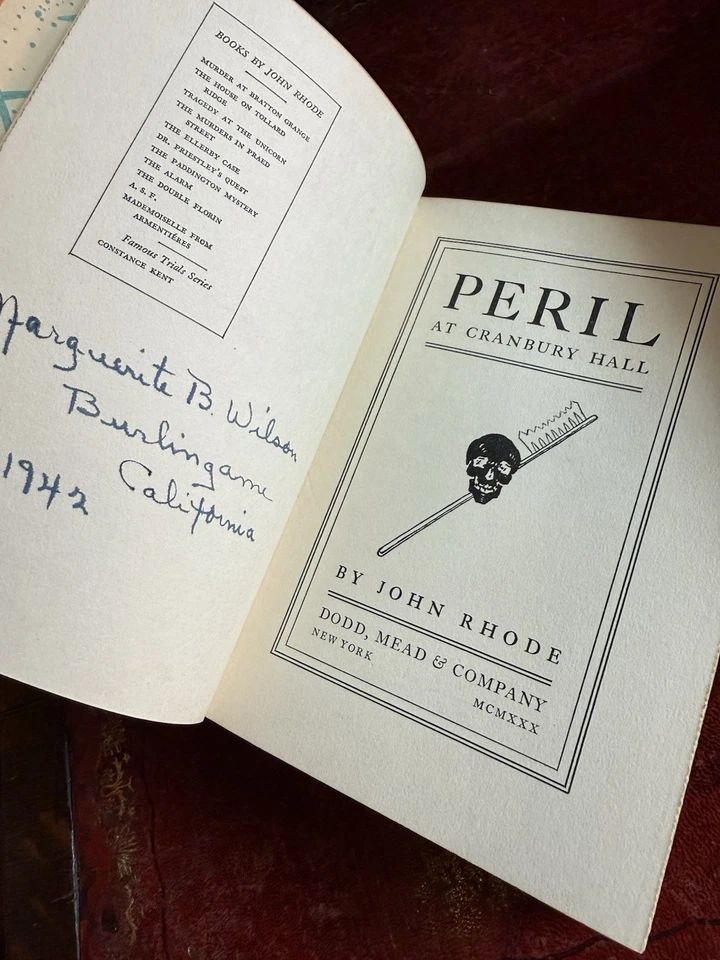 BOOKS BY JOHN RHODE
MURDER AT BRATTON GRANGE
THE HOUSE ON TOLLARD
RIDGE
TRAGEDY AT THE UNICORN
THE MURDERS IN PRAED
STREET
THE ELLERBY CASE
DR. PRIESTLEY'S QUEST
THE PADDINGTON MYSTERY
THE ALARM
THE DOUBLE FLORIN
A. S. F.
MADEMOISELLE FROM
ARMENTIÉRES
Famous Trials Series
CONSTANCE KENT
Marguerite B. Wilson
Burlingame
California
1942
PERIL
AT CRANBURY HALL
BY JOHN RHODE
DODD, MEAD & COMPANY
NEW YORK
MCMXXX